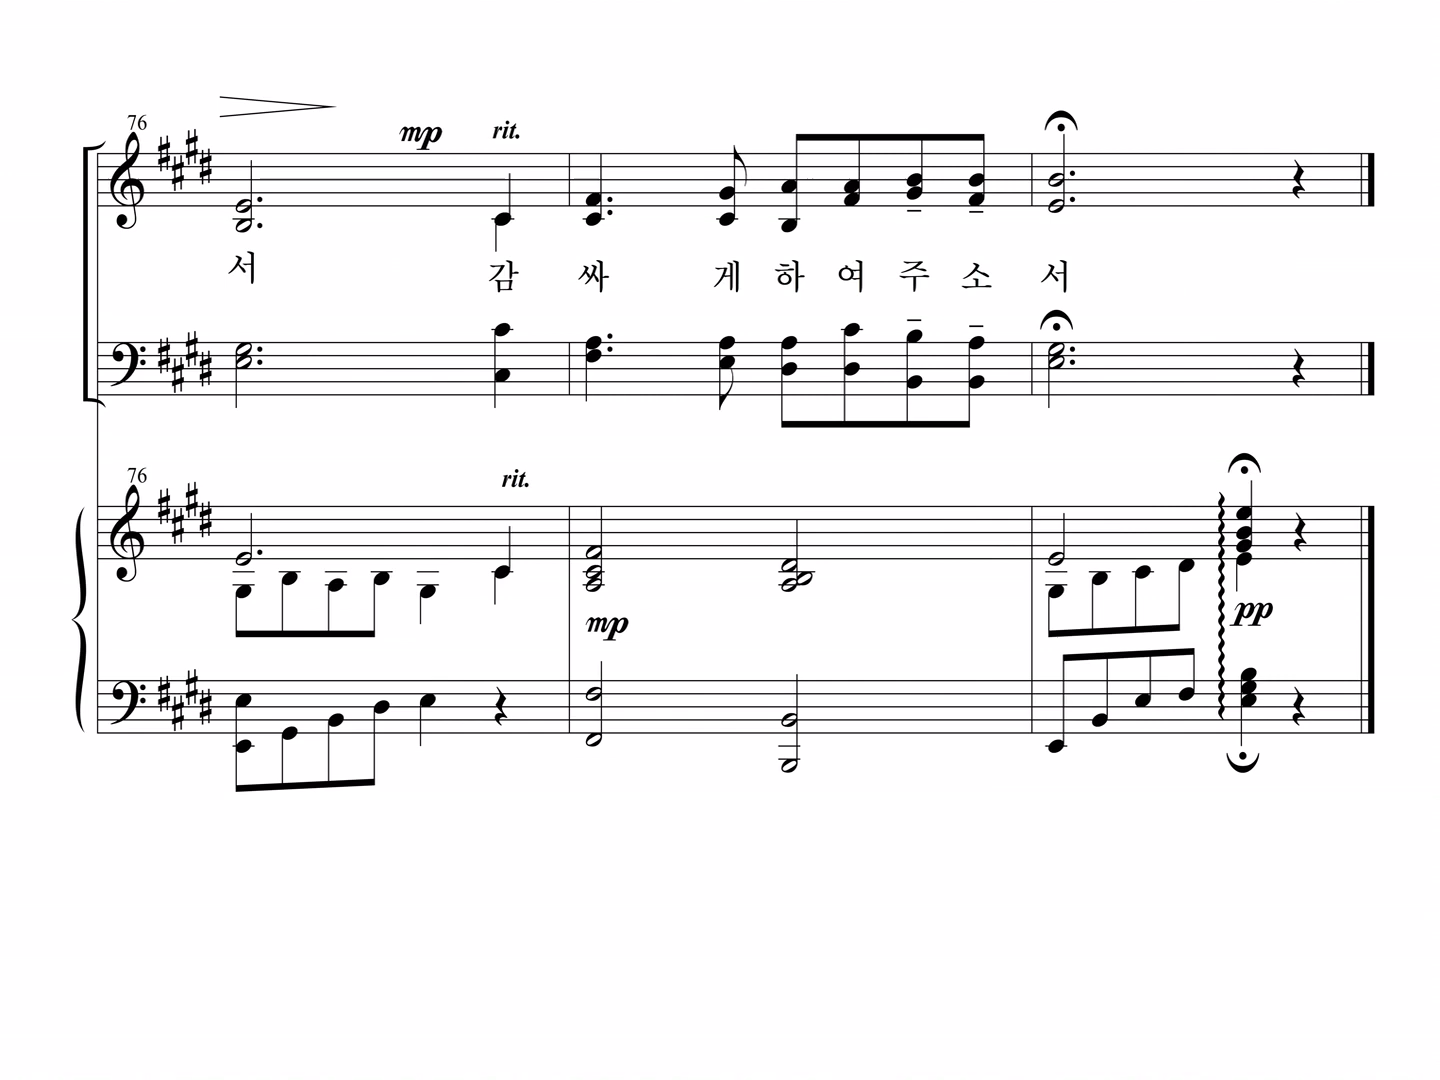 76
mp rit.
서 감 싸 게 하 여 주 소 서
76
rit.
mp
pp